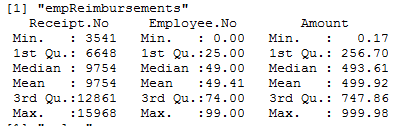 [1] "empReimbursements"
Receipt.No Employee.No Amount
Min. : 3541 Min. : 0.00 Min. : 0.17
1st Qu.: 6648 1st Qu.:25.00 1st Qu.: 256.70
Median : 9754 Median :49.00 Median : 493.61
Mean : 9754 Mean :49.41 Mean : 499.92
3rd Qu.:12861 3rd Qu.:74.00 3rd Qu.: 747.86
Max. :15968 Max. :99.00 Max. : 999.98